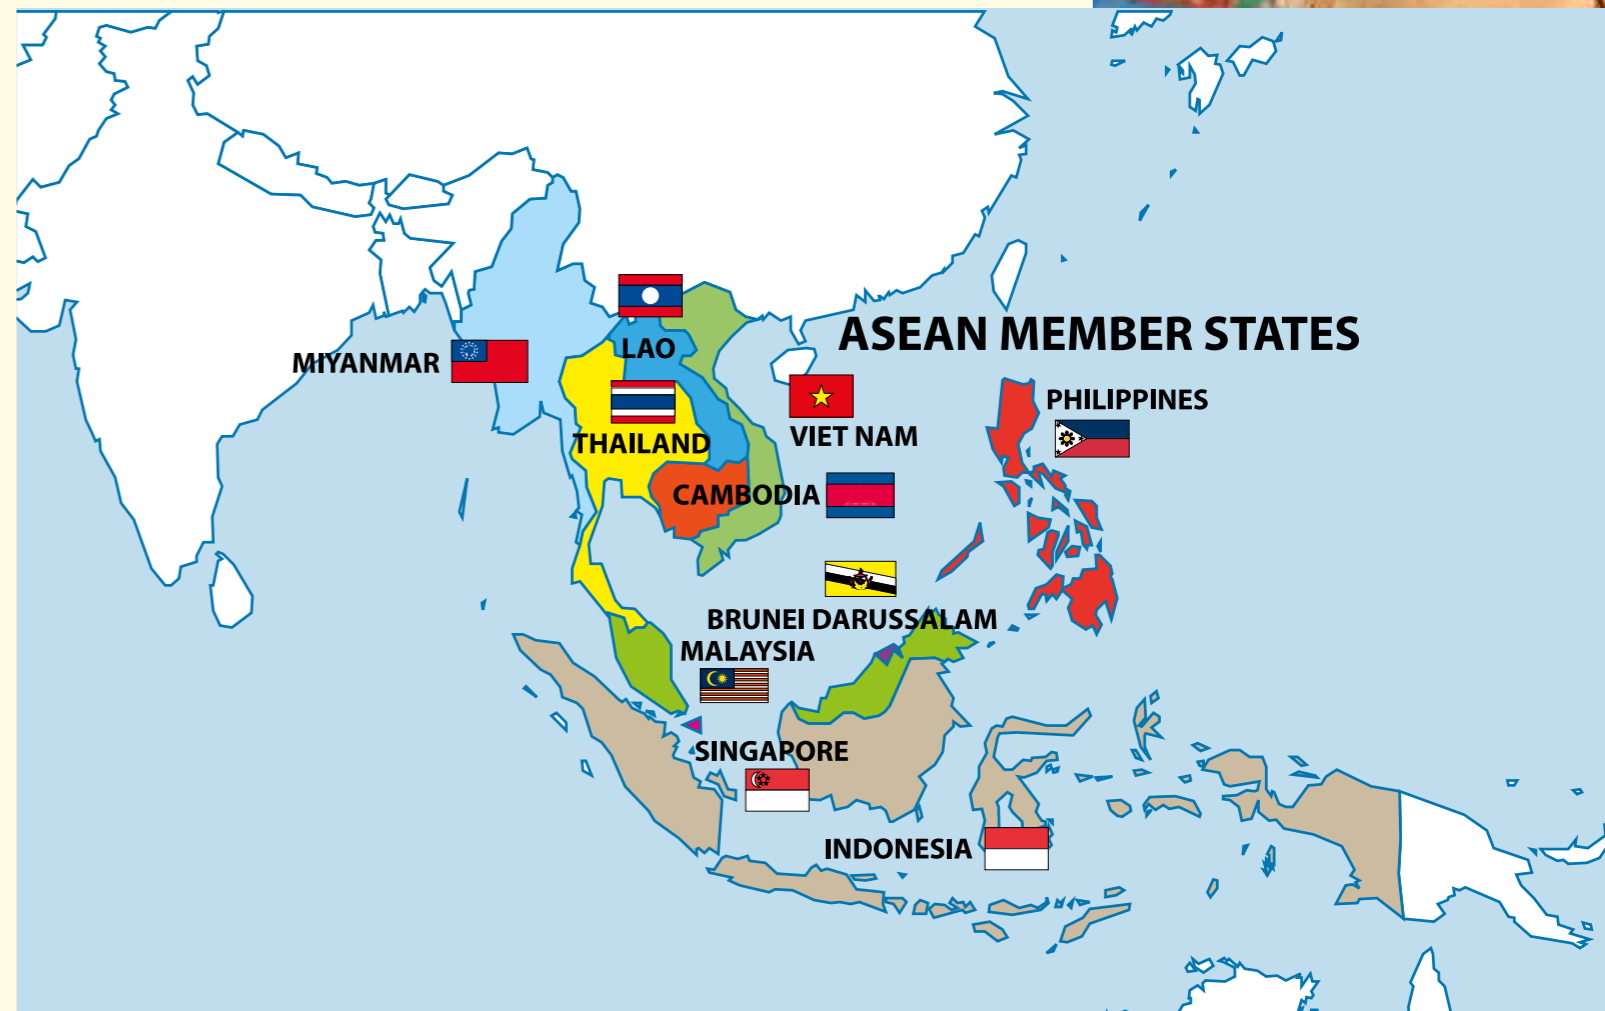 ASEAN MEMBER STATES
MIYANMAR
LAO
THAILAND
VIET NAM
PHILIPPINES
CAMBODIA
BRUNEI DARUSSALAM
MALAYSIA
SINGAPORE
INDONESIA